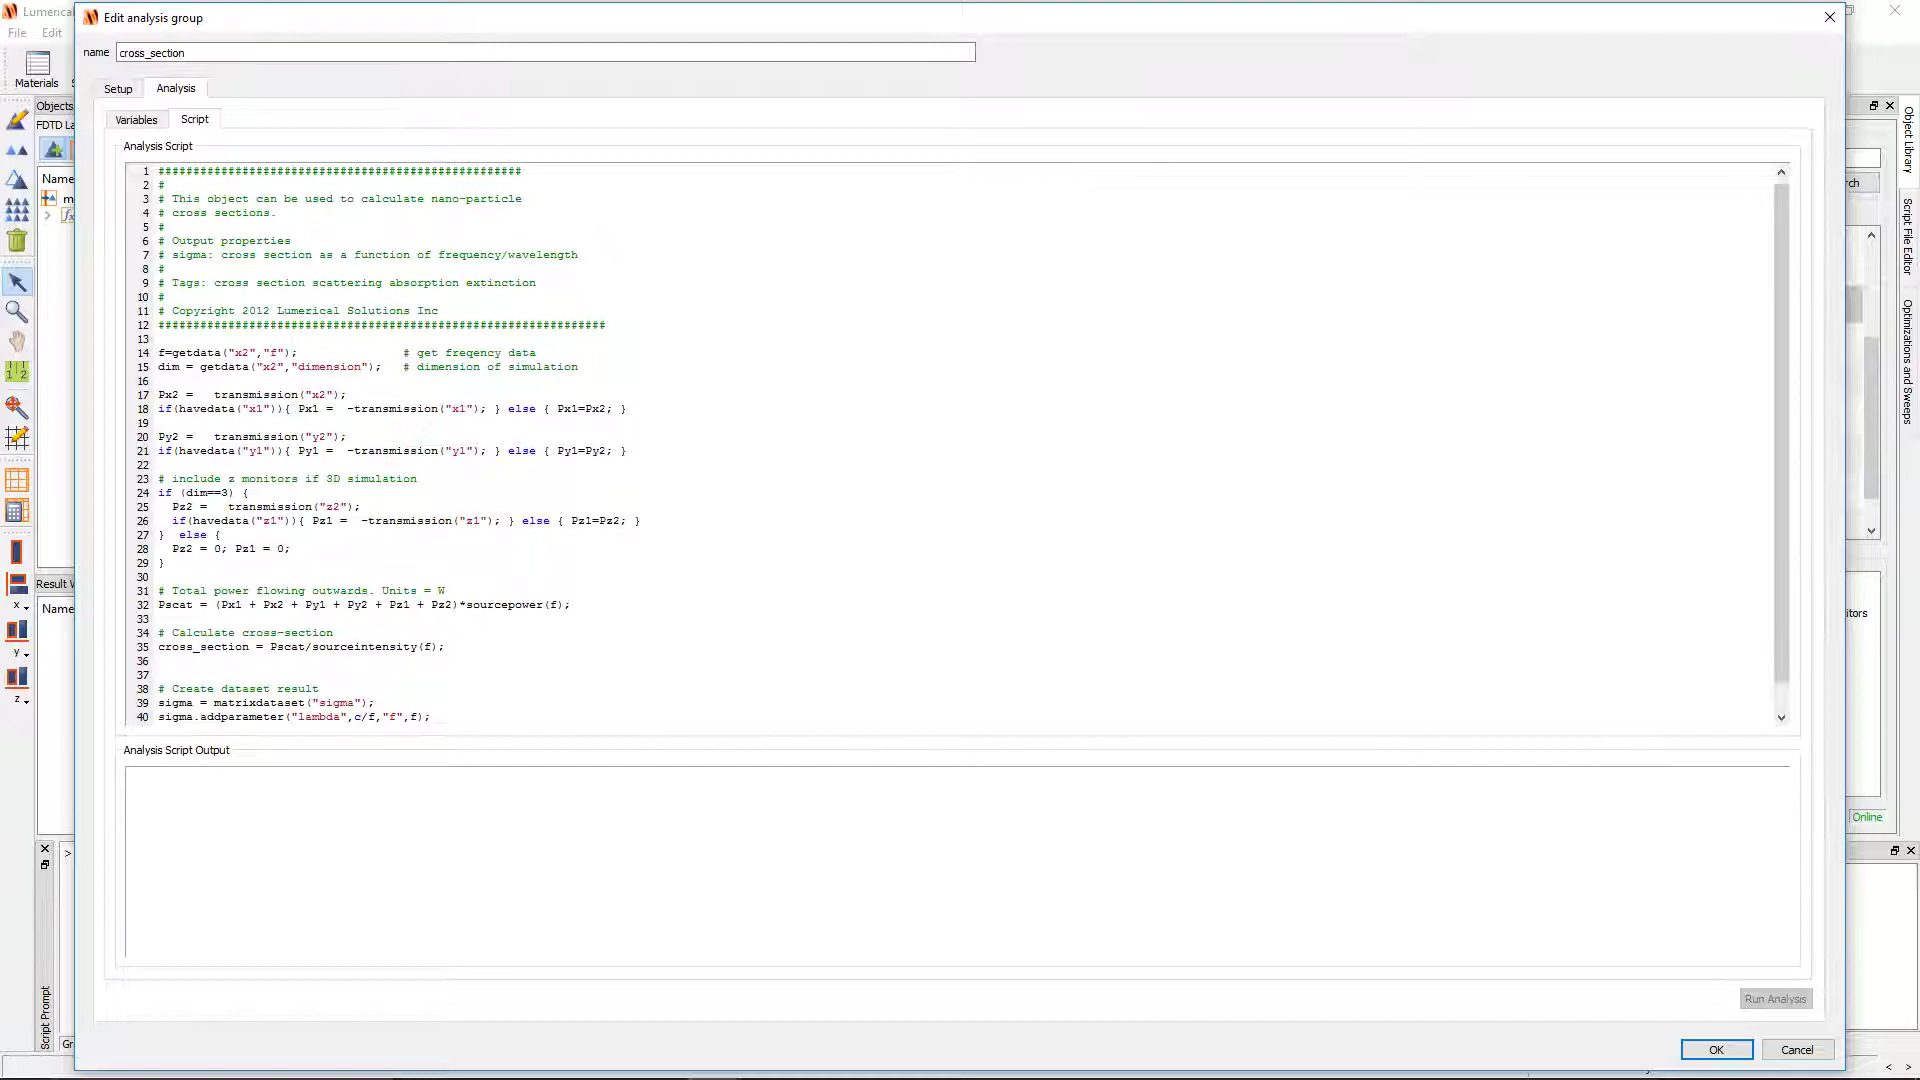 Lumerica
Edit analysis group
File Edit
name cross_section
Materials
Setup Analysis
Objects
Variables Script
FDTD La
Analysis Script
Name
1 ####################################################
2 #
3 # This object can be used to calculate nano-particle
4 # cross sections.
5 #
6 # Output properties
7 # sigma: cross section as a function of frequency/wavelength
8 #
9 # Tags: cross section scattering absorption extinction
10 #
11 # Copyright 2012 Lumerical Solutions Inc
12 ################################################################
13
14 f=getdata("x2","f"); # get freqency data
15 dim = getdata("x2","dimension"); # dimension of simulation
16
17 Px2 = transmission("x2");
18 if(havedata("x1")){ Px1 = -transmission("x1"); } else { Px1=Px2; }
19
20 Py2 = transmission("y2");
21 if(havedata("y1")){ Py1 = -transmission("y1"); } else { Py1=Py2; }
22
23 # include z monitors if 3D simulation
24 if (dim==3) {
25 Pz2 = transmission("z2");
26 if(havedata("z1")){ Pz1 = -transmission("z1"); } else { Pz1=Pz2; }
27 } else {
28 Pz2 = 0; Pz1 = 0;
29 }
30
31 # Total power flowing outwards. Units = W
32 Pscat = (Px1 + Px2 + Py1 + Py2 + Pz1 + Pz2)*sourcepower(f);
33
34 # Calculate cross-section
35 cross_section = Pscat/sourceintensity(f);
36
37
38 # Create dataset result
39 sigma = matrixdataset("sigma");
40 sigma.addparameter("lambda",c/f,"f",f);
Analysis Script Output
Result
Name
x
y
z
>
Script Prompt
Object Library
Script File Editor
Optimizations and Sweeps
rch
itors
Online
Run Analysis
OK Cancel